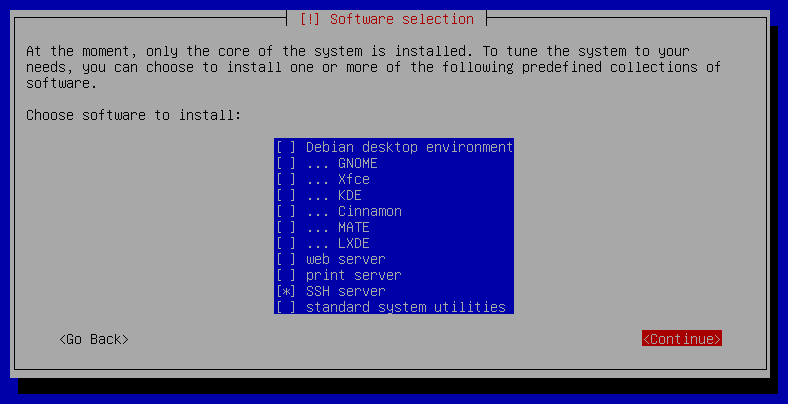 [!] Software selection
At the moment, only the core of the system is installed. To tune the system to your
needs, you can choose to install one or more of the following predefined collections of
software.
Choose software to install:
[ ] Debian desktop environment
[ ] ... GNOME
[ ] ... Xfce
[ ] ... KDE
[ ] ... Cinnamon
[ ] ... MATE
[ ] ... LXDE
[ ] web server
[ ] print server
[*] SSH server
[ ] standard system utilities
<Go Back> <Continue>